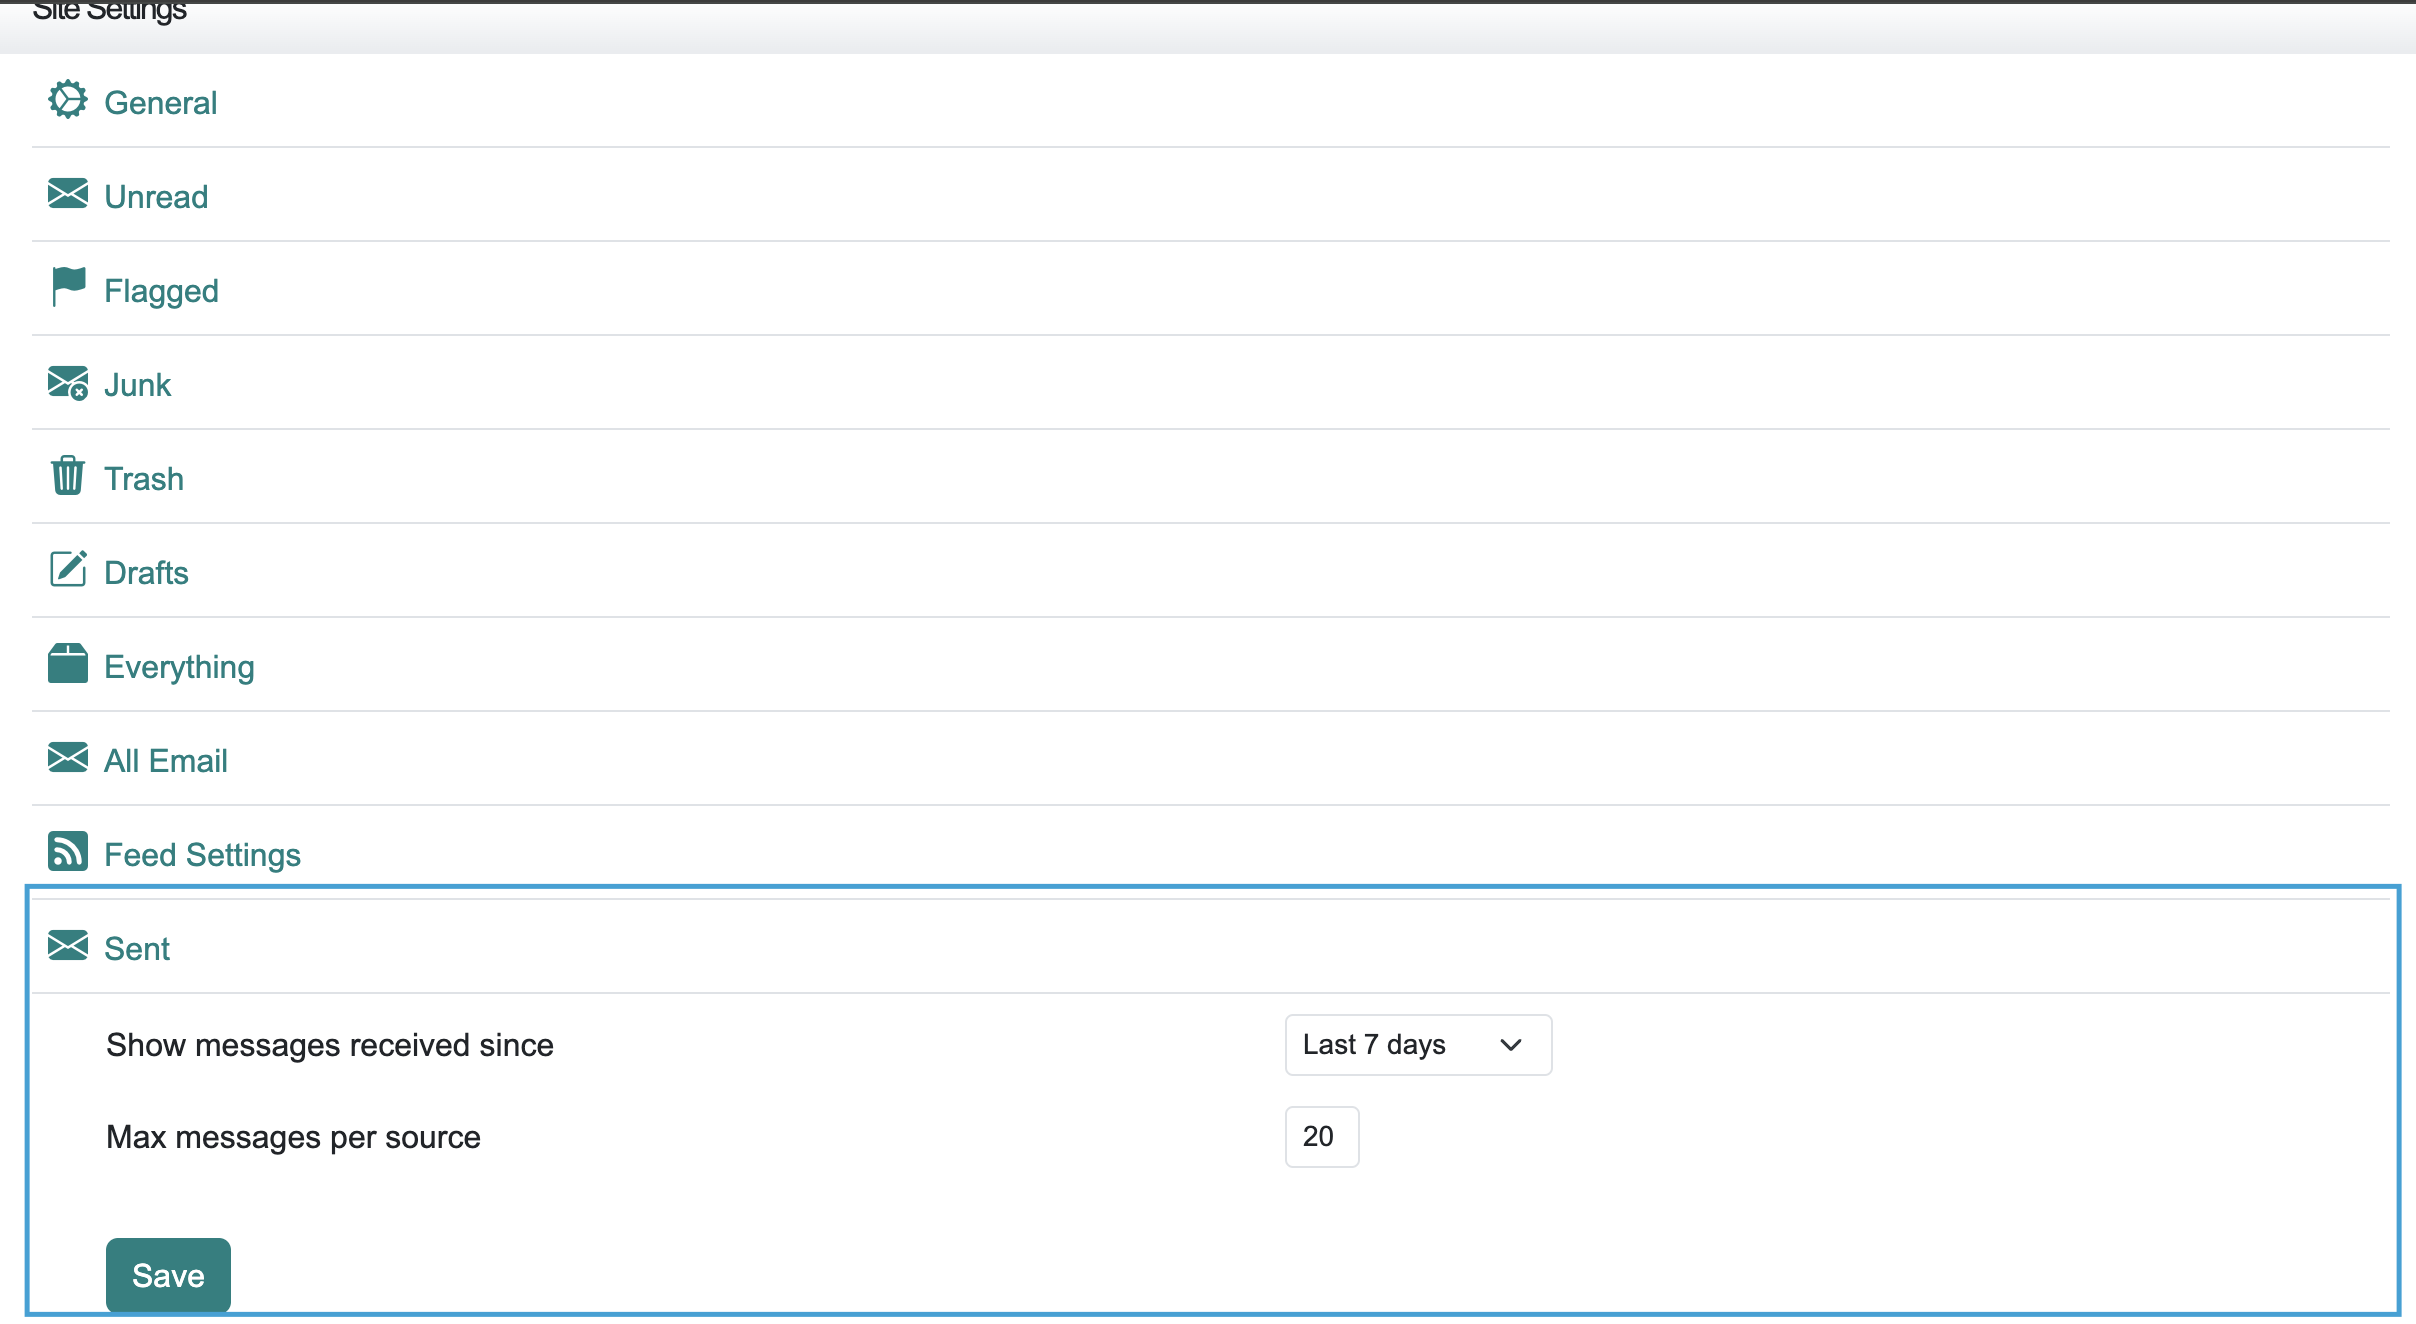 Site Settings
General
Unread
Flagged
Junk
Trash
Drafts
Everything
All Email
Feed Settings
Sent
Show messages received since Last 7 days
Max messages per source 20
Save